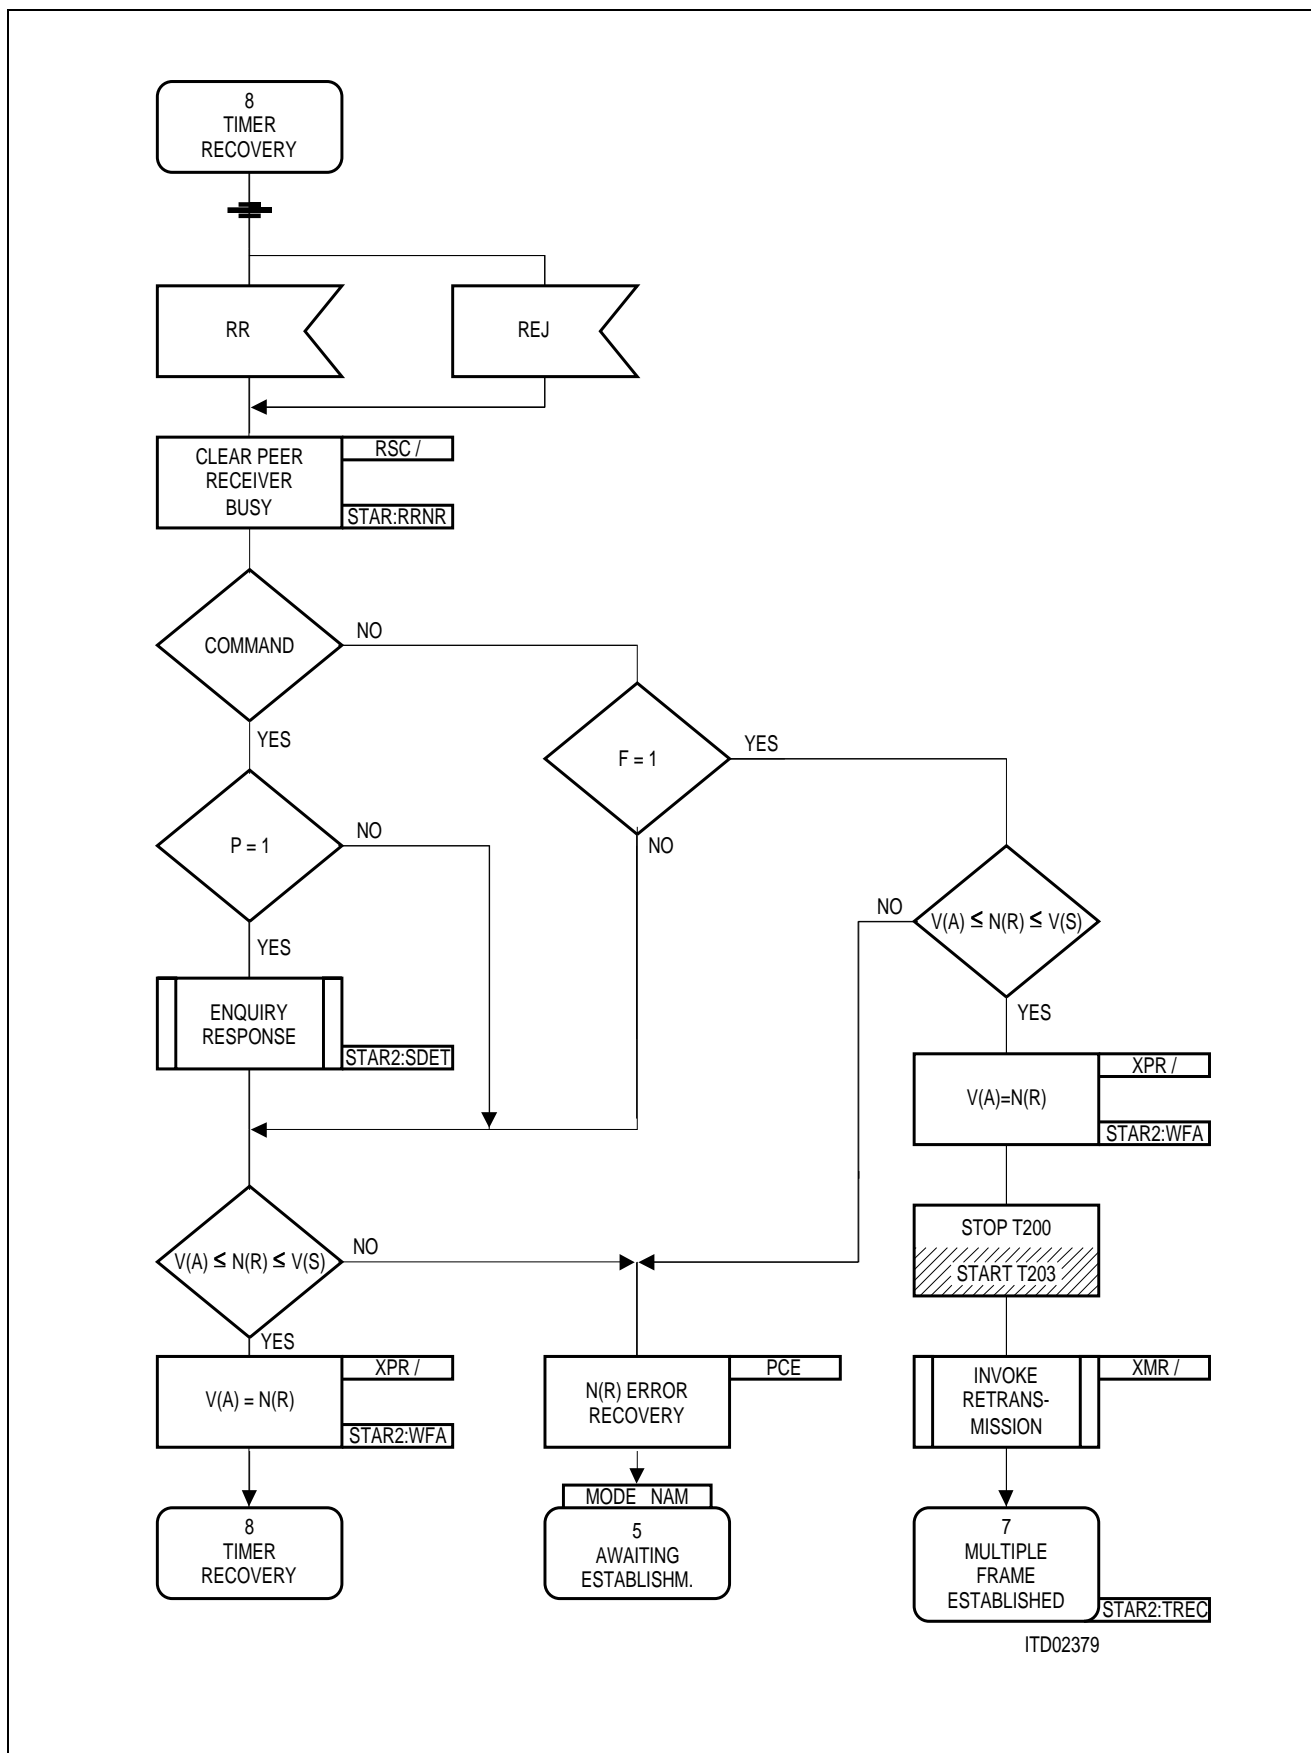 8
TIMER
RECOVERY
RR
REJ
CLEAR PEER
RECEIVER
BUSY
RSC /
STAR:RRNR
COMMAND
NO
YES
F = 1
YES
NO
P = 1
NO
YES
V(A) ≤ N(R) ≤ V(S)
NO
YES
ENQUIRY
RESPONSE
STAR2:SDET
XPR /
V(A)=N(R)
STAR2:WFA
STOP T200
START T203
V(A) ≤ N(R) ≤ V(S)
NO
YES
XPR /
V(A) = N(R)
STAR2:WFA
PCE
N(R) ERROR
RECOVERY
XMR /
INVOKE
RETRANS-
MISSION
8
TIMER
RECOVERY
MODE NAM
5
AWAITING
ESTABLISHM.
7
MULTIPLE
FRAME
ESTABLISHED
STAR2:TREC
ITD02379